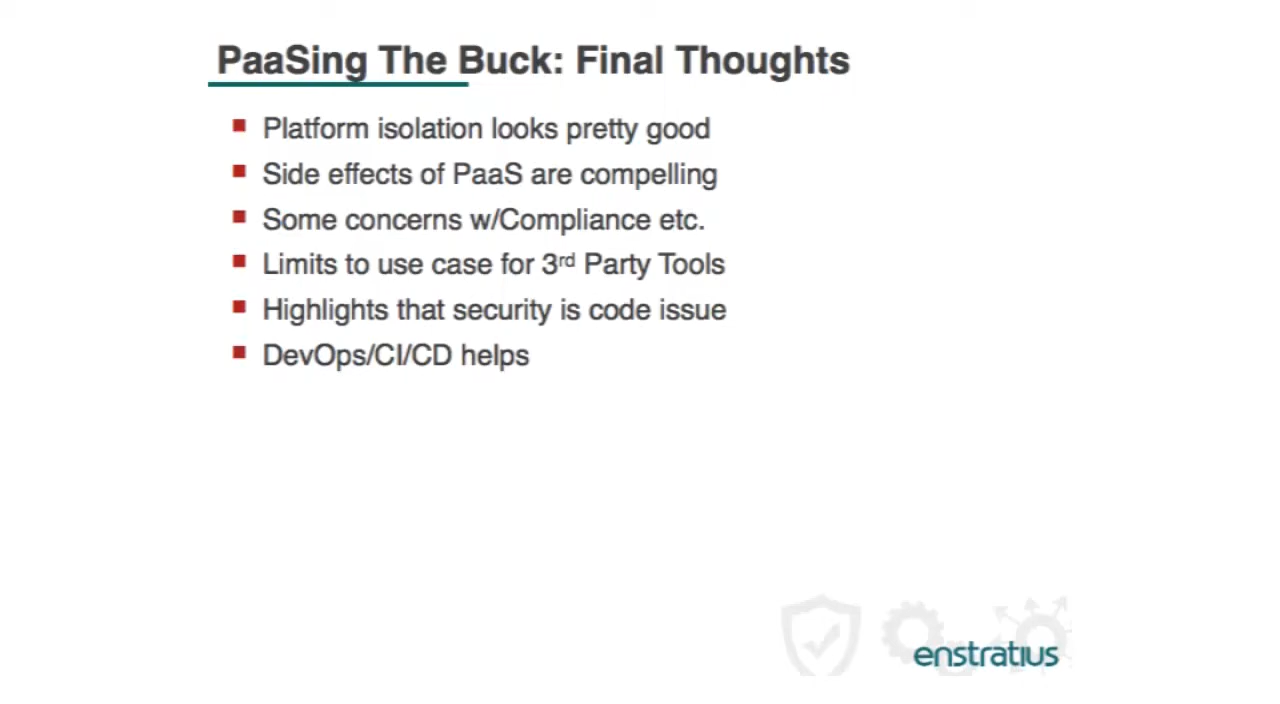 PaaSing The Buck: Final Thoughts
Platform isolation looks pretty good
Side effects of PaaS are compelling
Some concerns w/Compliance etc.
Limits to use case for 3rd Party Tools
Highlights that security is code issue
DevOps/CI/CD helps
enstratius